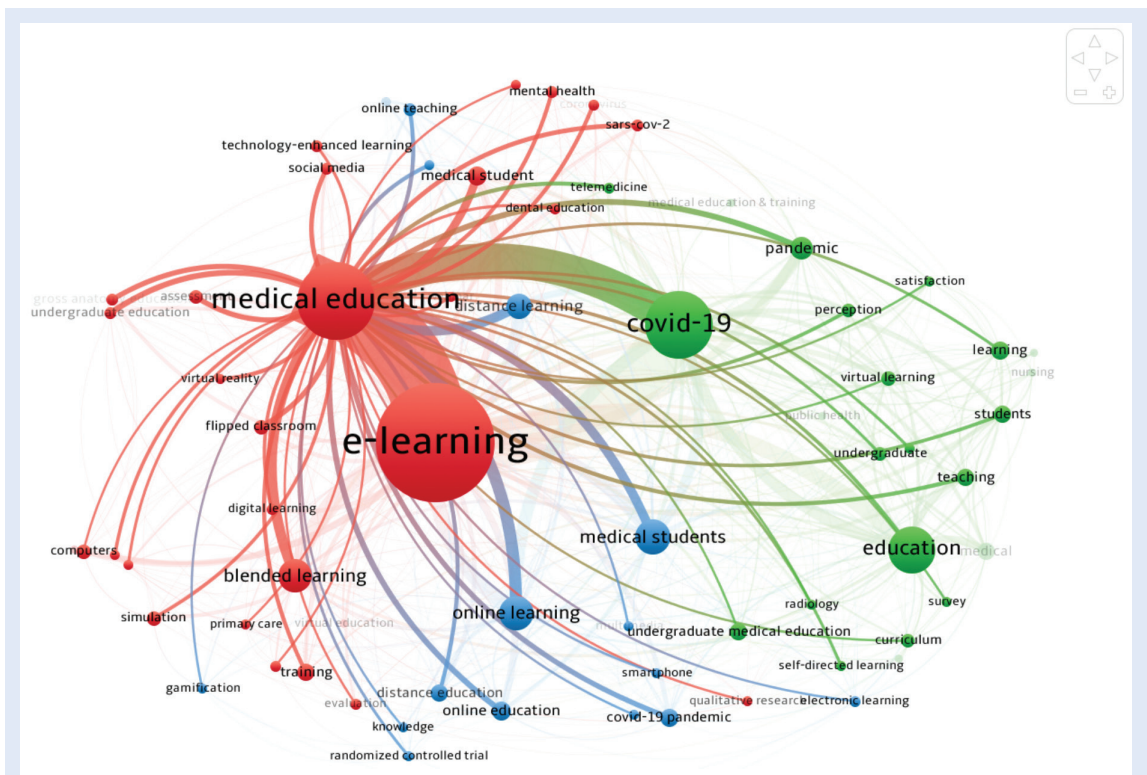 mental health
online teaching
coronavirus
sars-cov-2
technology-enhanced learning
social media
medical student
telemedicine
medical education & training
dental education
pandemic
satisfaction
assessment
medical education
distance learning
undergraduate education
perception
covid-19
learning
nursing
virtual reality
virtual learning
public health
students
flipped classroom
e-learning
undergraduate
teaching
digital learning
medical students
education
medical
computers
blended learning
online learning
radiology
survey
simulation
primary care
virtual education
multimedia
undergraduate medical education
curriculum
training
smartphone
self-directed learning
gamification
distance education
evaluation
online education
qualitative research
electronic learning
covid-19 pandemic
knowledge
randomized controlled trial